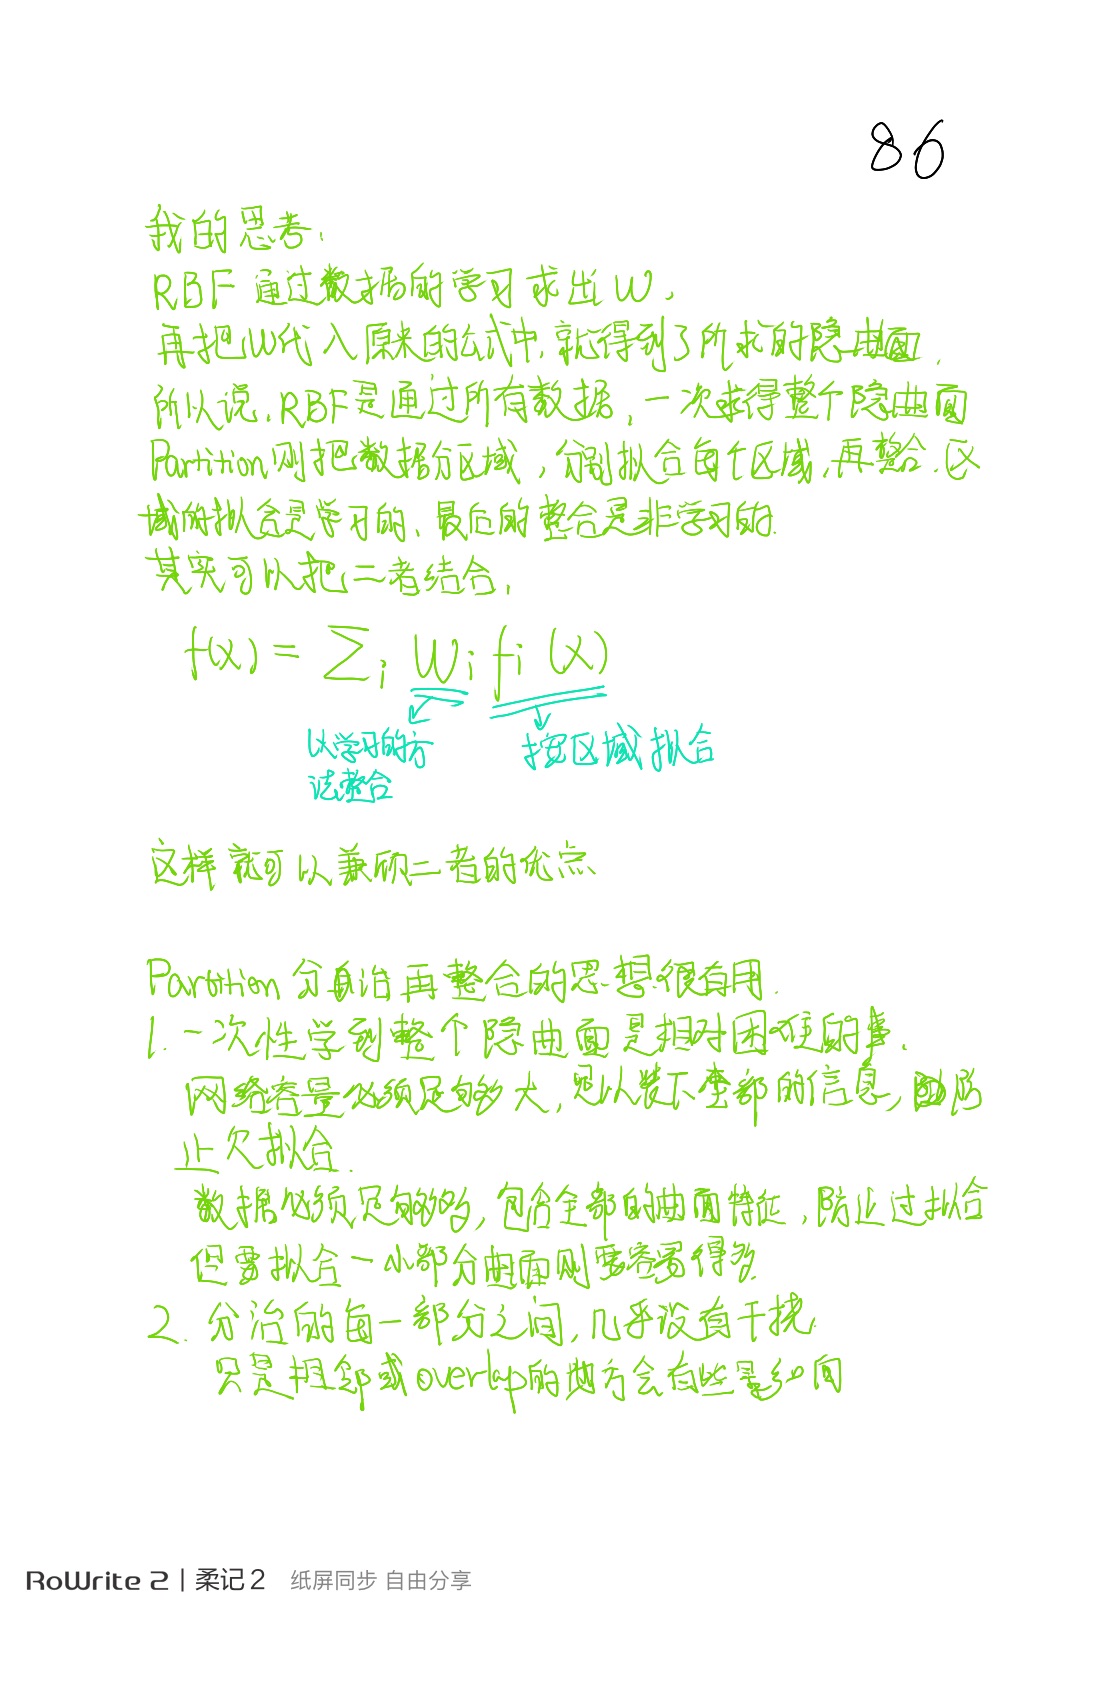 86
我的思考：
RBF 通过数据的学习求出W，
再把W代入原来的公式中，就得到了所求的隐曲面．
所以说，RBF是通过所有数据，一次求得整个隐曲面
Partition则把数据分区域，分别拟合每个区域，再整合．区
域的拟合是学习的，最后的整合是非学习的．
其实可以把二者结合，
f(x) = Σi Wi fi (x)
以学习的方
法整合
按区域拟合
这样就可以兼顾二者的优点
Partition 分自治再整合的思想很有用．
1. 一次性学到整个隐曲面是相对困难的事，
网络容量必须足够大，足以装下全部的信息，防
止欠拟合．
数据必须足够多，包含全部的曲面特征，防止过拟合
但要拟合一小部分曲面则要容易得多．
2. 分治的每一部分之间，几乎没有干扰．
只是相邻或overlap的地方会有些影响
RoWrite 2 | 柔记 2 纸屏同步 自由分享